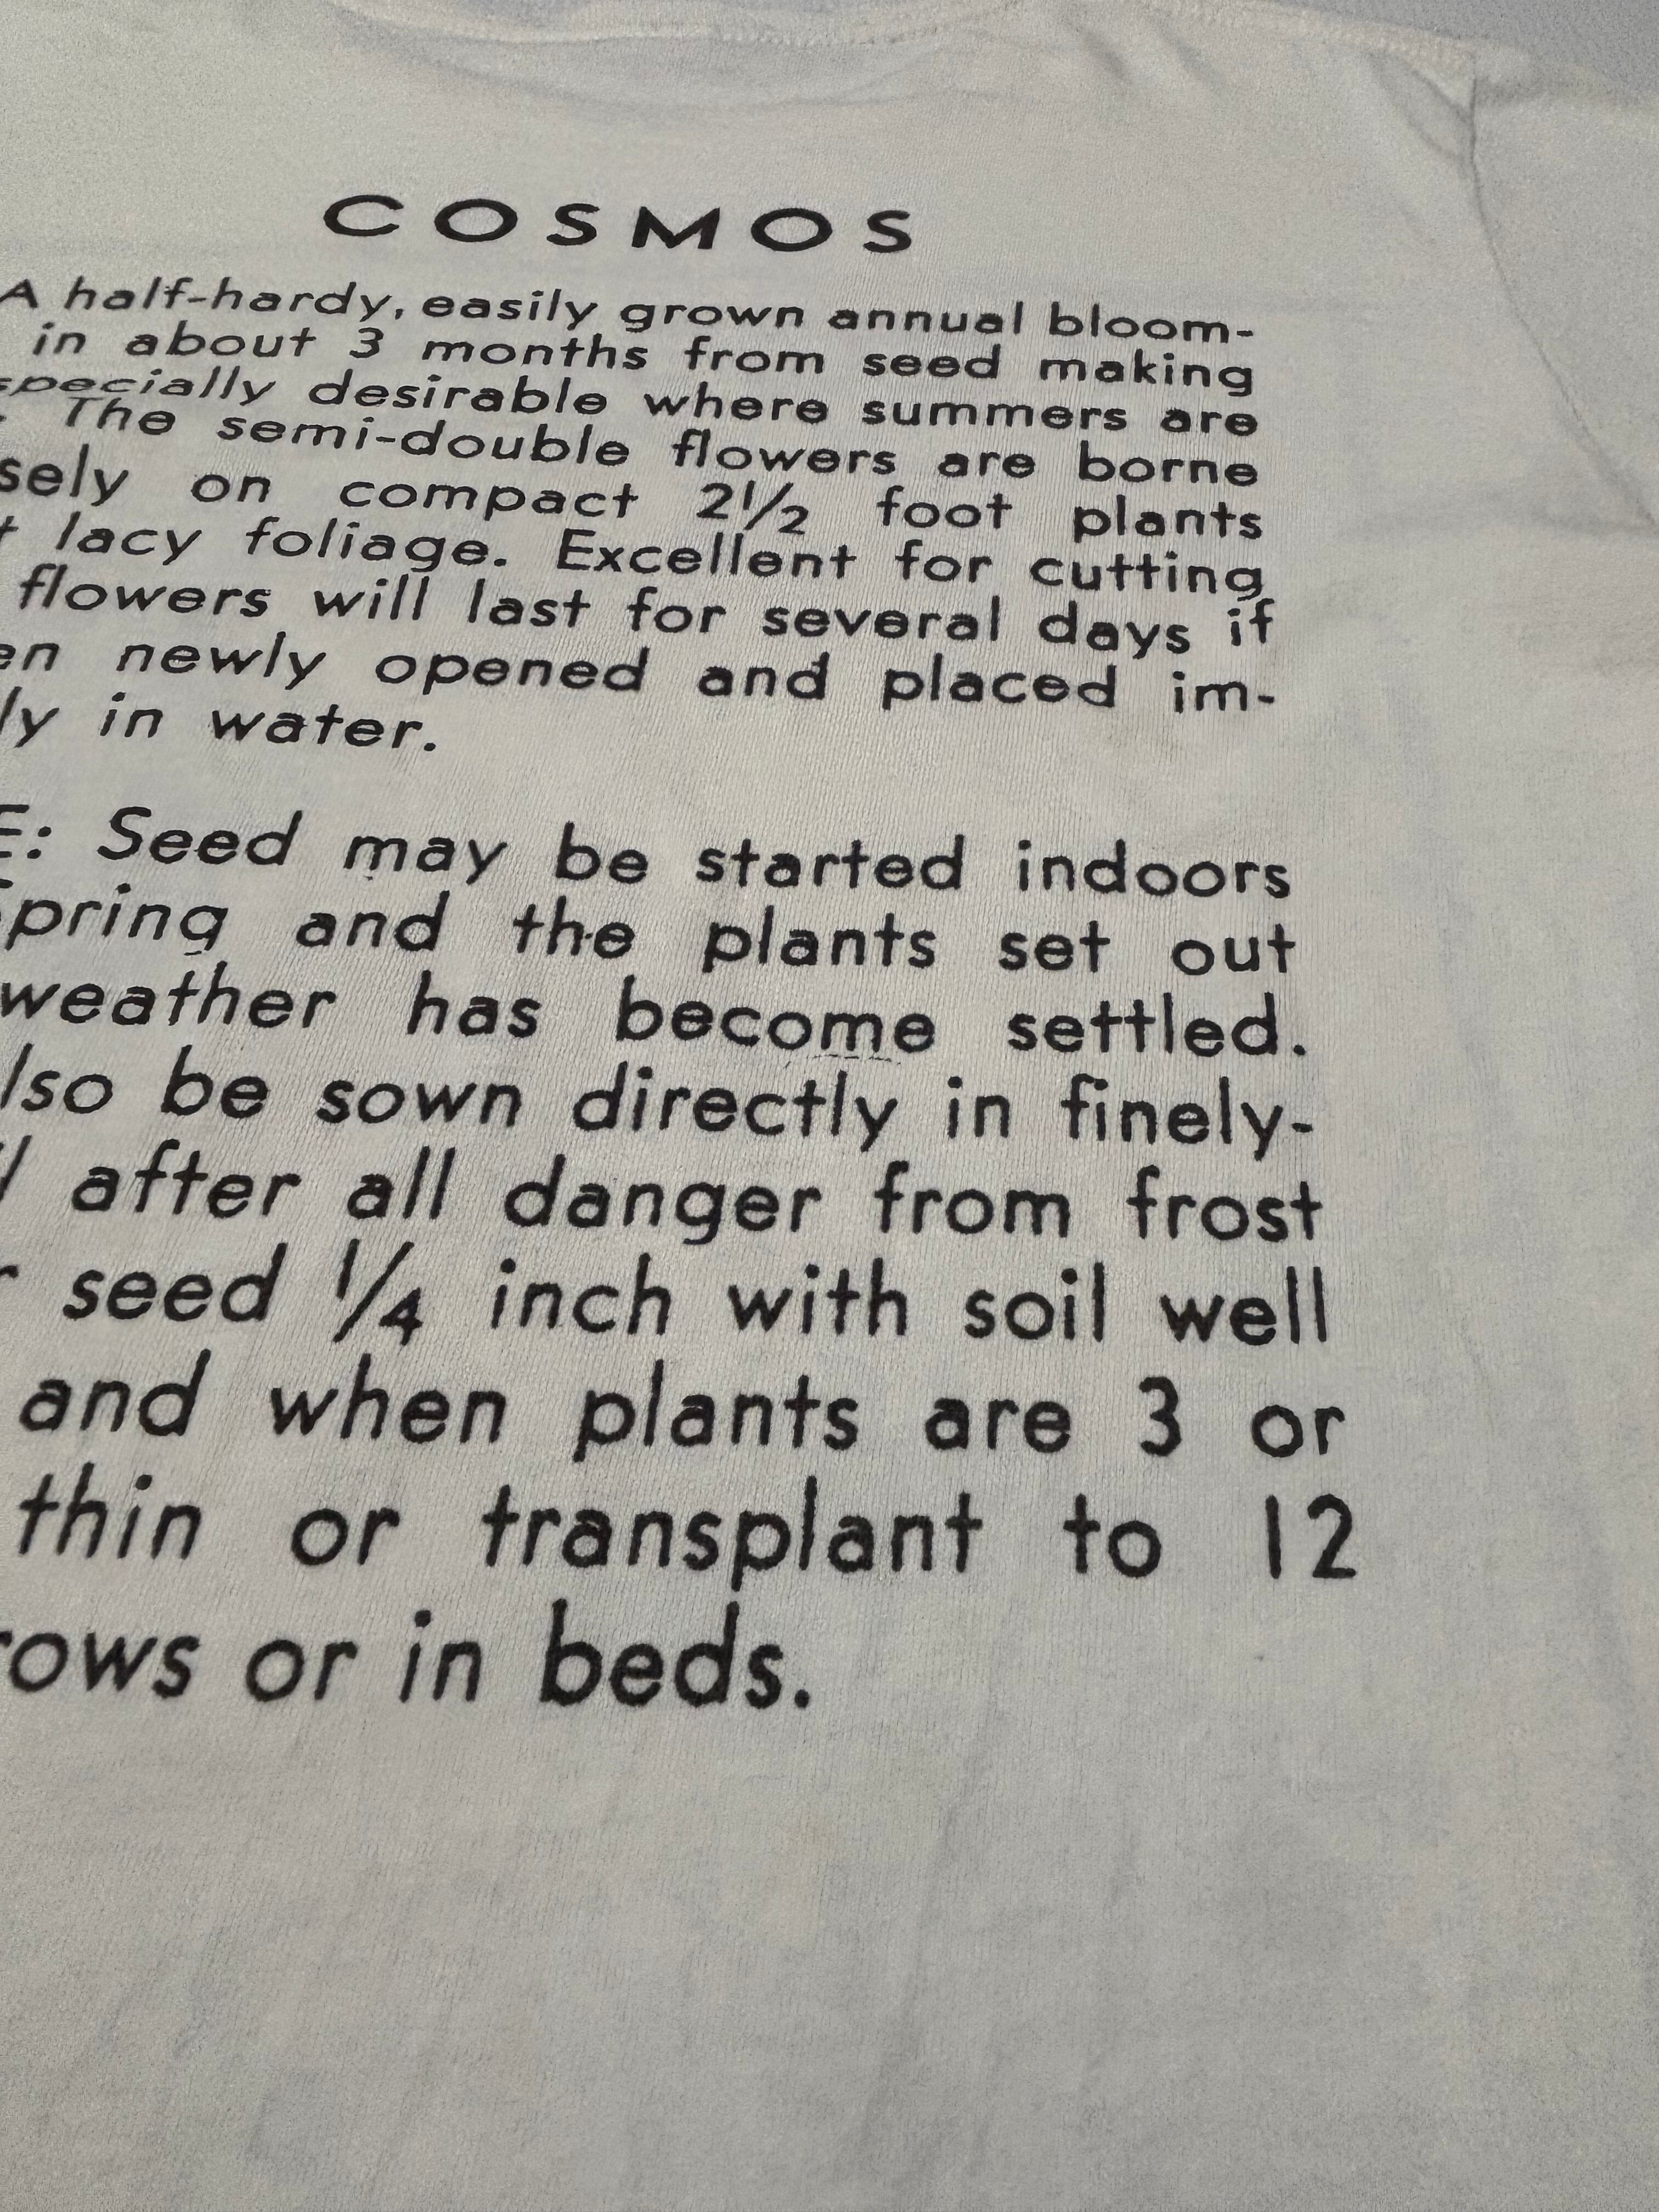 COSMOS
A half-hardy, easily grown annual bloom-
in about 3 months from seed making
specially desirable where summers are
The semi-double flowers are borne
sely on compact 2½ foot plants
lacy foliage. Excellent for cutting
flowers will last for several days if
en newly opened and placed im-
ly in water.
E: Seed may be started indoors
Spring and the plants set out
weather has become settled.
lso be sown directly in finely-
after all danger from frost
seed ¼ inch with soil well
and when plants are 3 or
thin or transplant to 12
rows or in beds.